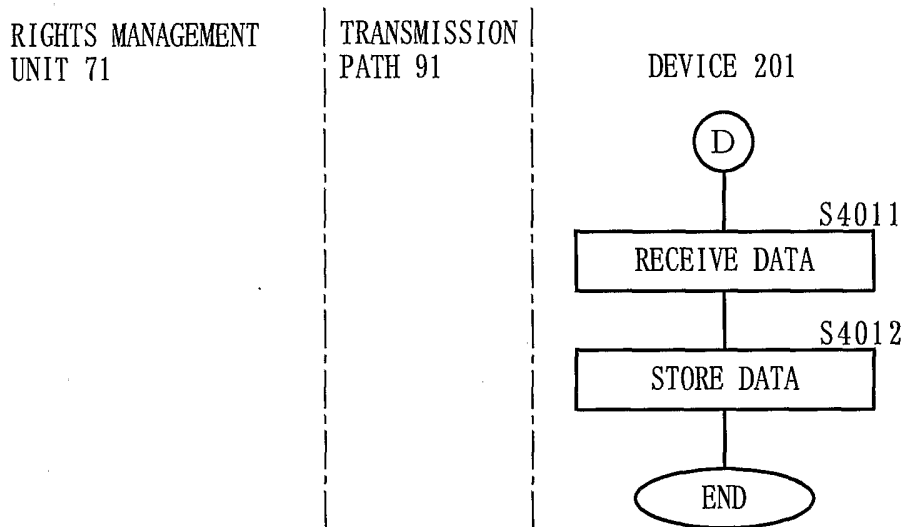 RIGHTS MANAGEMENT
UNIT 71
TRANSMISSION
PATH 91
DEVICE 201
D
S4011
RECEIVE DATA
S4012
STORE DATA
END